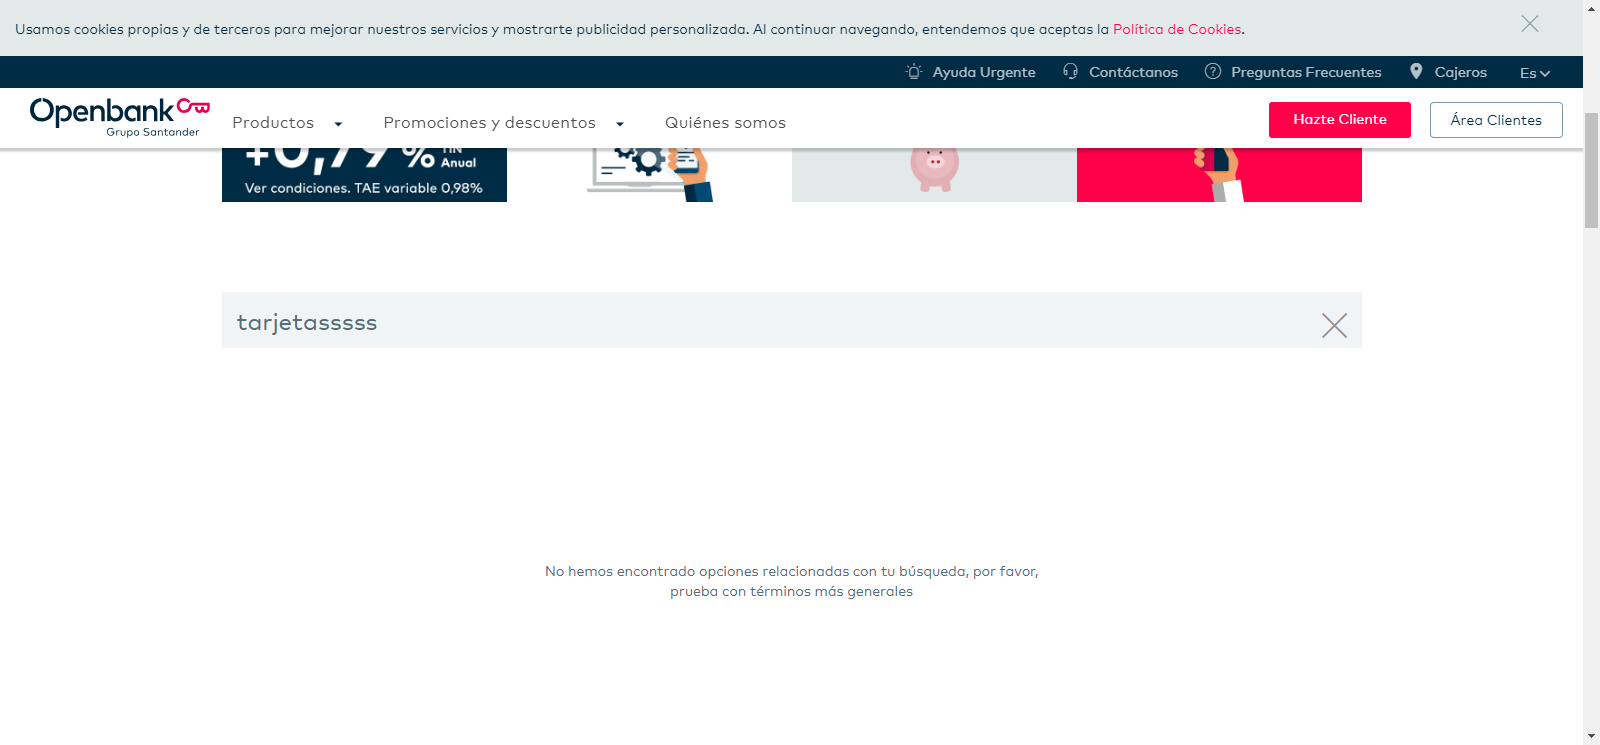 Usamos cookies propias y de terceros para mejorar nuestros servicios y mostrarte publicidad personalizada. Al continuar navegando, entendemos que aceptas la Política de Cookies.
Ayuda Urgente Contáctanos Preguntas Frecuentes Cajeros Es
Openbank
Grupo Santander
Productos Promociones y descuentos Quiénes somos Hazte Cliente Área Clientes
+0,79% TIN
Anual
Ver condiciones. TAE variable 0,98%
tarjetasssss
No hemos encontrado opciones relacionadas con tu búsqueda, por favor,
prueba con términos más generales